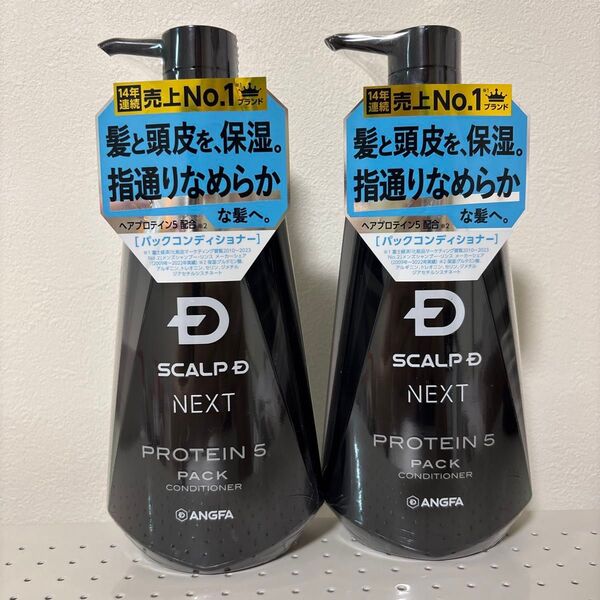 14年
連続
売上No.1
※1
ブランド
髪と頭皮を、保湿。
指通りなめらか
な髪へ。
ヘアプロテイン5 配合 ※2
[パックコンディショナー]
SCALP D
NEXT
PROTEIN 5
PACK
CONDITIONER
ANGFA
14年
連続
売上No.1
※1
ブランド
髪と頭皮を、保湿。
指通りなめらか
な髪へ。
ヘアプロテイン5 配合 ※2
[パックコンディショナー]
SCALP D
NEXT
PROTEIN 5
PACK
CONDITIONER
ANGFA